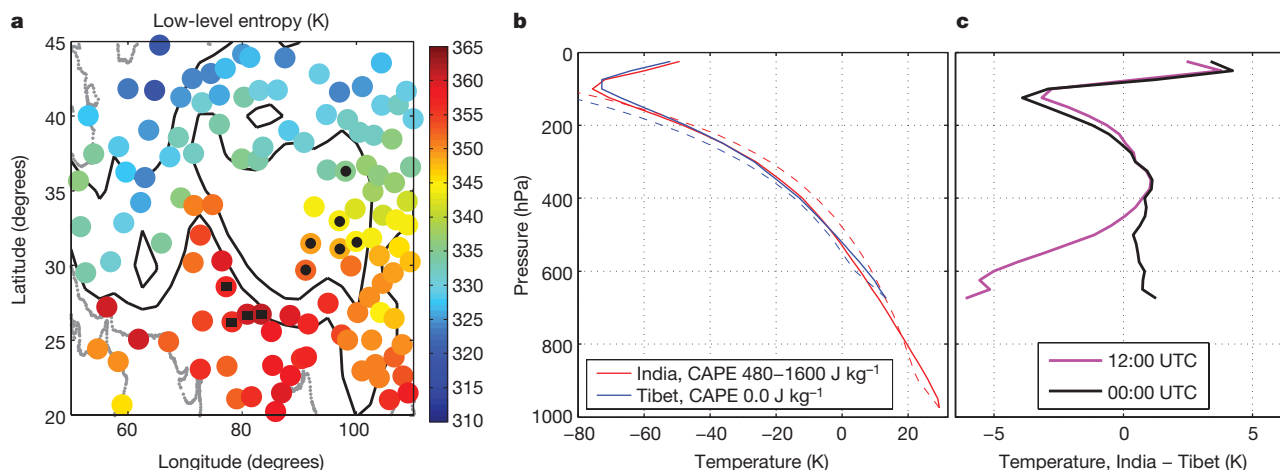 a
Low-level entropy (K)
45
40
35
30
25
20
Latitude (degrees)
60
80
100
Longitude (degrees)
365
360
355
350
345
340
335
330
325
320
315
310
b
0
200
400
600
800
1000
Pressure (hPa)
−80
−60
−40
−20
0
20
Temperature (K)
India, CAPE 480–1600 J kg⁻¹
Tibet, CAPE 0.0 J kg⁻¹
c
12:00 UTC
00:00 UTC
−5
0
5
Temperature, India − Tibet (K)